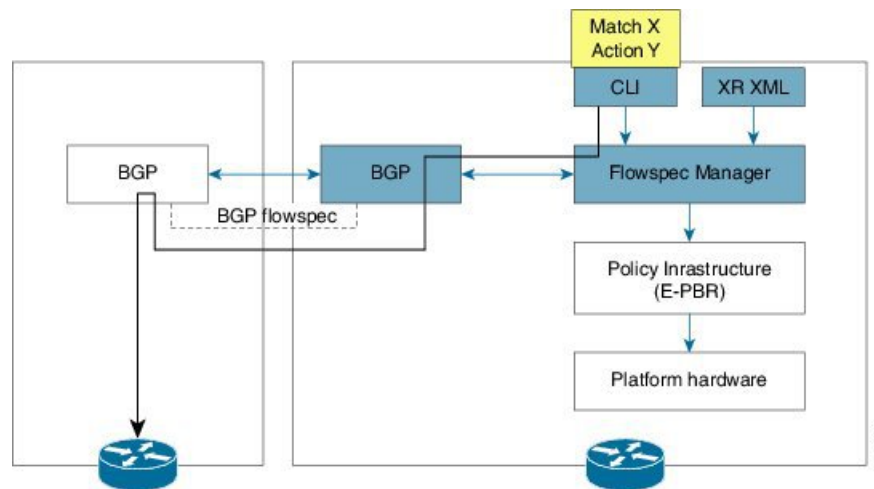 Match X
Action Y
CLI
XR XML
BGP
BGP
Flowspec Manager
BGP flowspec
Policy Inrastructure
(E-PBR)
Platform hardware